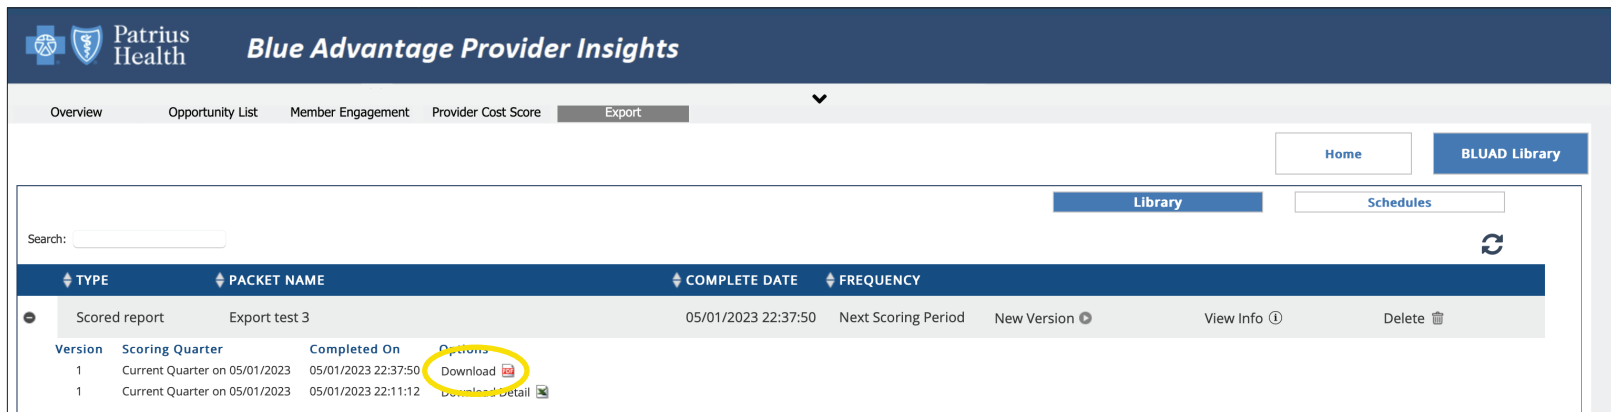 Patrius
Health
Blue Advantage Provider Insights
Overview Opportunity List Member Engagement Provider Cost Score Export
Home BLUAD Library
Library Schedules
Search:
TYPE PACKET NAME COMPLETE DATE FREQUENCY
Scored report Export test 3 05/01/2023 22:37:50 Next Scoring Period New Version View Info Delete
Version Scoring Quarter Completed On Options
1 Current Quarter on 05/01/2023 05/01/2023 22:37:50 Download PDF
1 Current Quarter on 05/01/2023 05/01/2023 22:11:12 Download Detail